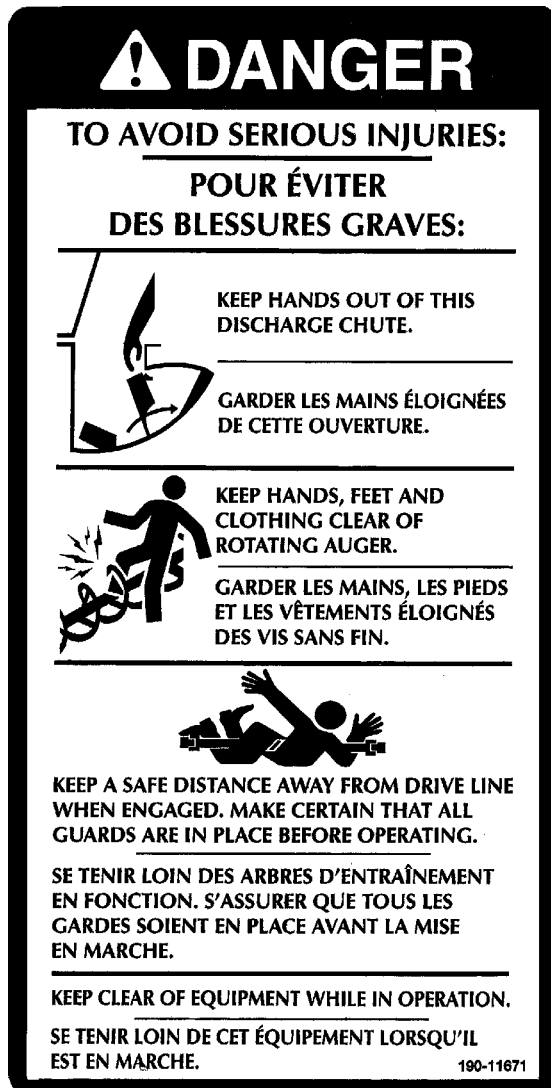 DANGER
TO AVOID SERIOUS INJURIES:
POUR ÉVITER
DES BLESSURES GRAVES:
KEEP HANDS OUT OF THIS
DISCHARGE CHUTE.
GARDER LES MAINS ÉLOIGNÉES
DE CETTE OUVERTURE.
KEEP HANDS, FEET AND
CLOTHING CLEAR OF
ROTATING AUGER.
GARDER LES MAINS, LES PIEDS
ET LES VÊTEMENTS ÉLOIGNÉS
DES VIS SANS FIN.
KEEP A SAFE DISTANCE AWAY FROM DRIVE LINE
WHEN ENGAGED. MAKE CERTAIN THAT ALL
GUARDS ARE IN PLACE BEFORE OPERATING.
SE TENIR LOIN DES ARBRES D'ENTRAÎNEMENT
EN FONCTION. S'ASSURER QUE TOUS LES
GARDES SOIENT EN PLACE AVANT LA MISE
EN MARCHE.
KEEP CLEAR OF EQUIPMENT WHILE IN OPERATION.
SE TENIR LOIN DE CET ÉQUIPEMENT LORSQU'IL
EST EN MARCHE.
190-11671